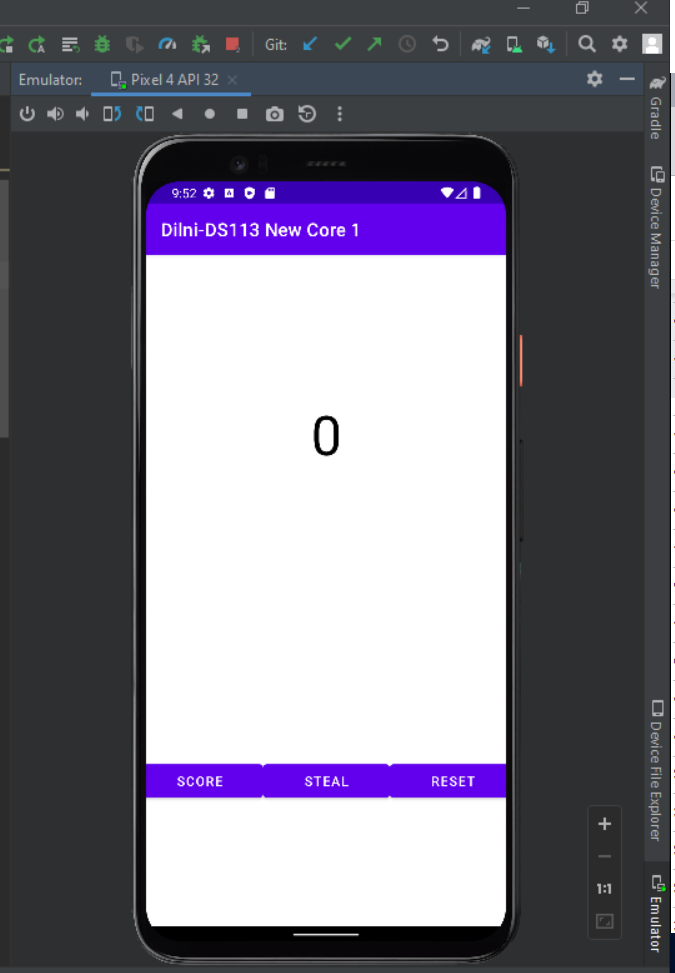 Git:
Emulator: Pixel 4 API 32
9:52
Dilni-DS113 New Core 1
0
SCORE STEAL RESET
1:1
Gradle
Device Manager
Device File Explorer
Emulator